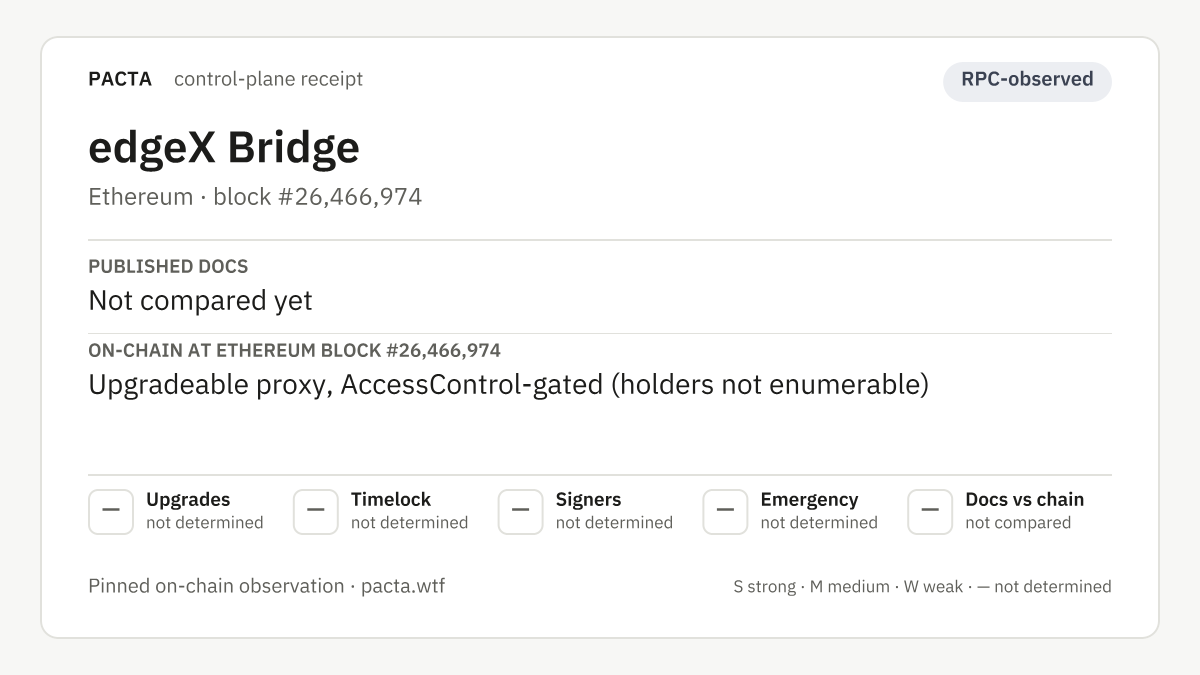 PACTA control-plane receipt RPC-observed
edgeX Bridge
Ethereum · block #26,466,974
PUBLISHED DOCS
Not compared yet
ON-CHAIN AT ETHEREUM BLOCK #26,466,974
Upgradeable proxy, AccessControl-gated (holders not enumerable)
— Upgrades
not determined
— Timelock
not determined
— Signers
not determined
— Emergency
not determined
— Docs vs chain
not compared
Pinned on-chain observation · pacta.wtf
S strong · M medium · W weak · — not determined